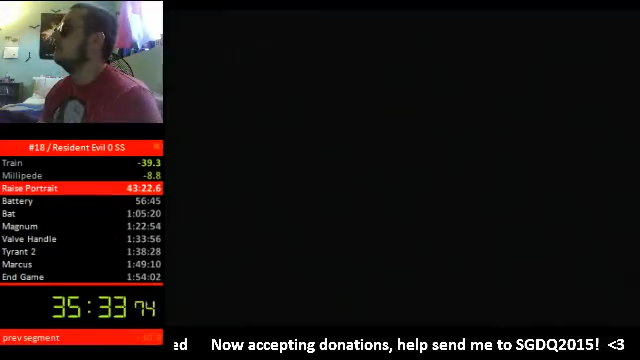 #18 / Resident Evil 0 SS
Train -39.3
Millipede -8.8
Raise Portrait 43:22.6
Battery 56:45
Bat 1:05:20
Magnum 1:22:54
Valve Handle 1:33:56
Tyrant 2 1:38:28
Marcus 1:49:10
End Game 1:54:02
35:33 74
prev segment
ed Now accepting donations, help send me to SGDQ2015! <3